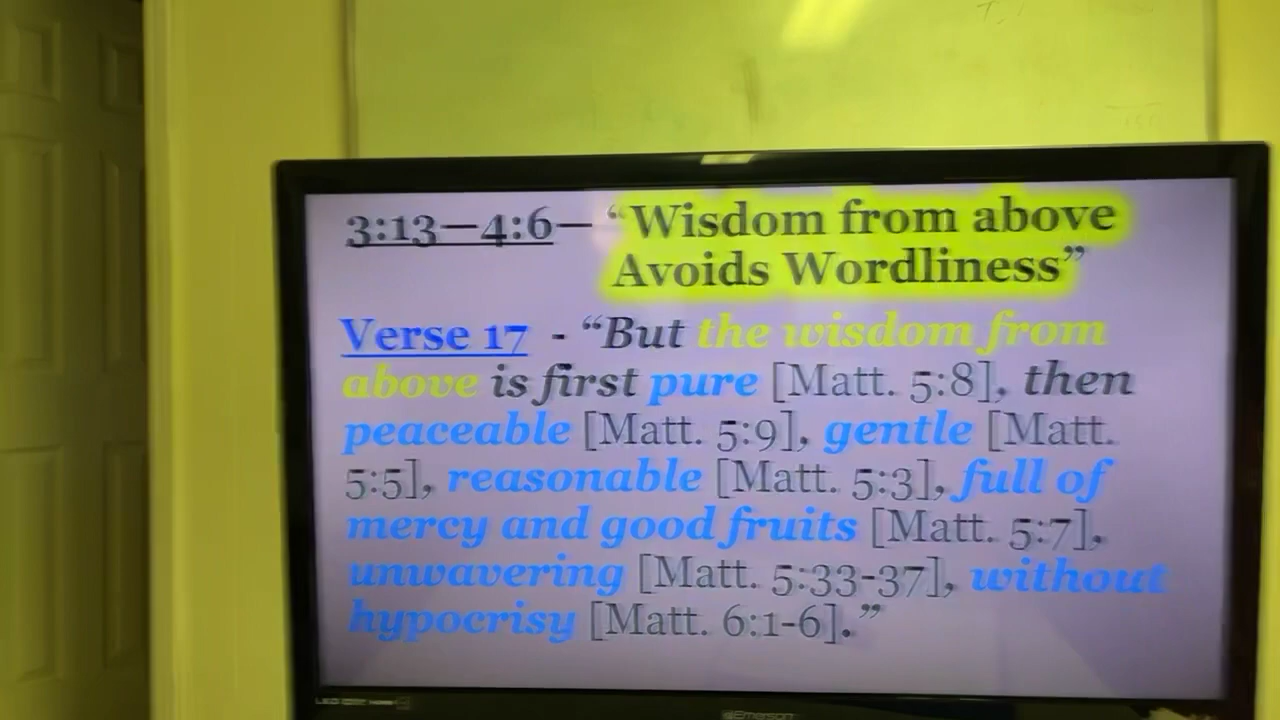 3:13—4:6— “Wisdom from above
Avoids Wordliness”
Verse 17 - “But the wisdom from
above is first pure [Matt. 5:8], then
peaceable [Matt. 5:9], gentle [Matt.
5:5], reasonable [Matt. 5:3], full of
mercy and good fruits [Matt. 5:7],
unwavering [Matt. 5:33-37], without
hypocrisy [Matt. 6:1-6].”
Emerson